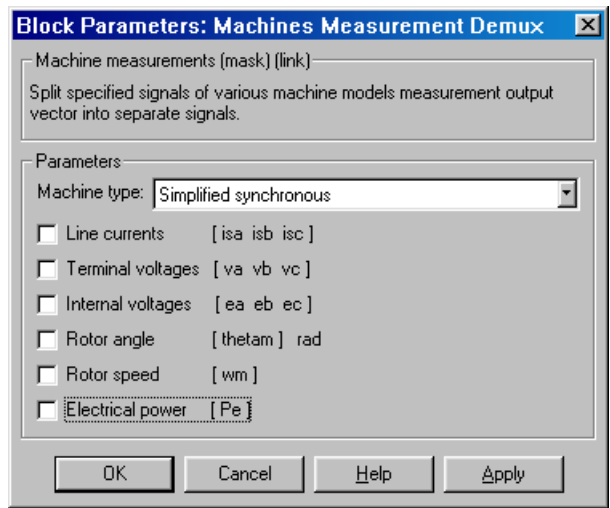 Block Parameters: Machines Measurement Demux
Machine measurements (mask) (link)
Split specified signals of various machine models measurement output
vector into separate signals.
Parameters
Machine type: Simplified synchronous
Line currents [ isa isb isc ]
Terminal voltages [ va vb vc ]
Internal voltages [ ea eb ec ]
Rotor angle [ thetam ] rad
Rotor speed [ wm ]
Electrical power [ Pe ]
OK Cancel Help Apply